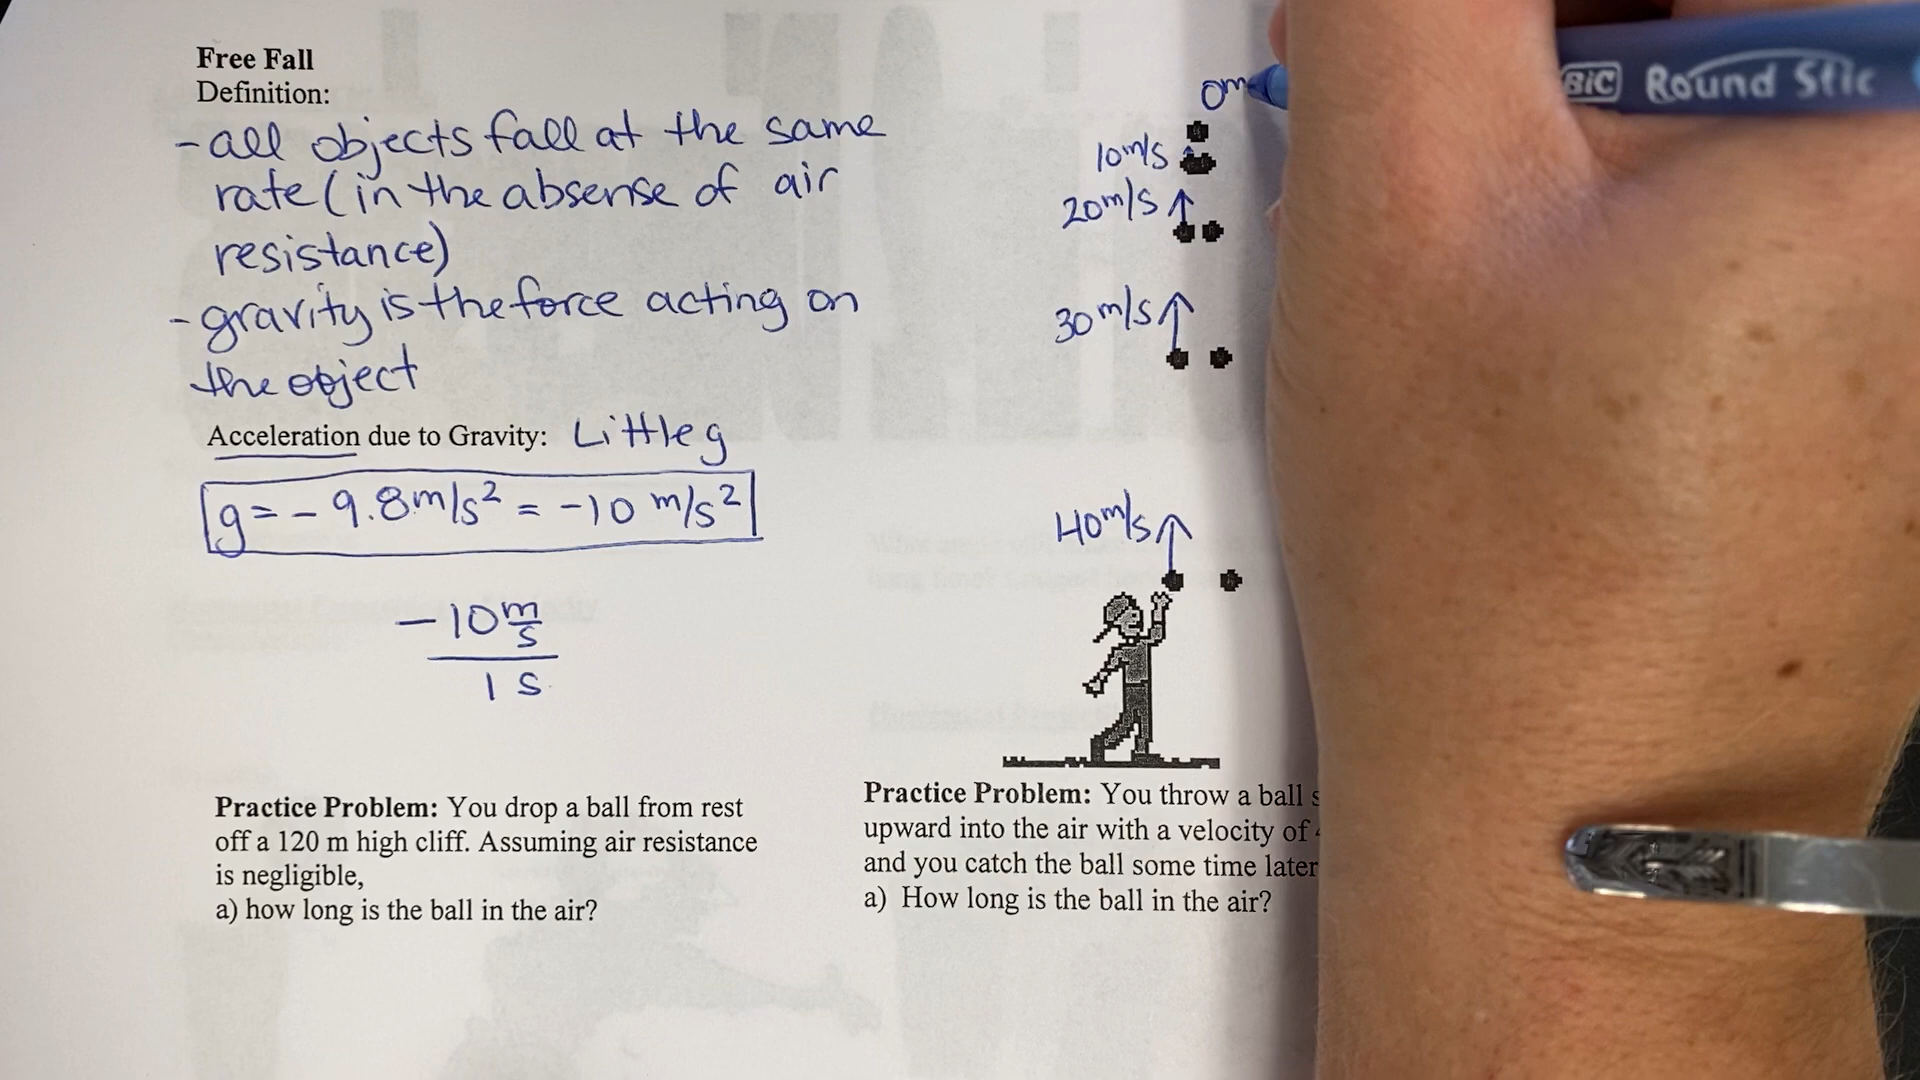 Free Fall
Definition:
- all objects fall at the same
rate (in the absense of air
resistance)
- gravity is the force acting on
the object
Acceleration due to Gravity: Little g
g = - 9.8 m/s² = -10 m/s²
-10 m/s
1 s
Practice Problem: You drop a ball from rest
off a 120 m high cliff. Assuming air resistance
is negligible,
a) how long is the ball in the air?
0m
10 m/s
20 m/s
30 m/s
40 m/s
Practice Problem: You throw a ball
upward into the air with a velocity of
and you catch the ball some time later
a) How long is the ball in the air?
BIC Round Stic